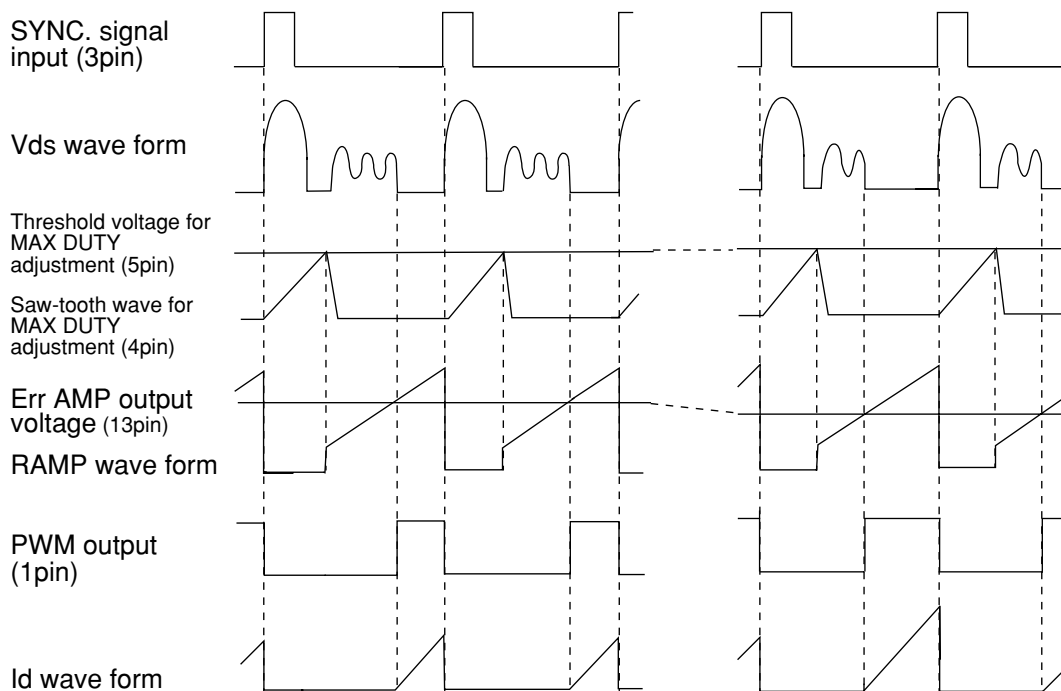 SYNC. signal
input (3pin)
Vds wave form
Threshold voltage for
MAX DUTY
adjustment (5pin)
Saw-tooth wave for
MAX DUTY
adjustment (4pin)
Err AMP output
voltage (13pin)
RAMP wave form
PWM output
(1pin)
Id wave form